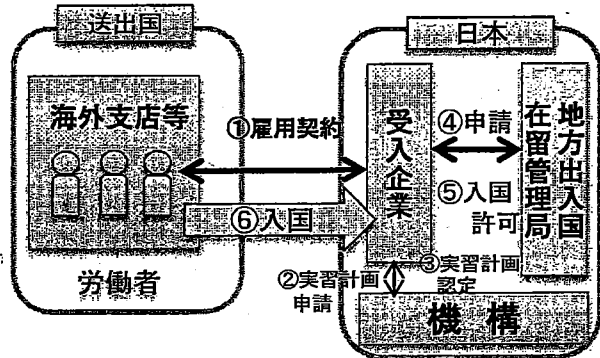 送出国
海外支店等
労働者
①雇用契約
⑥入国
日本
受入企業
④申請
⑤入国
許可
地方出入国
在留管理局
②実習計画
申請
③実習計画
認定
機構